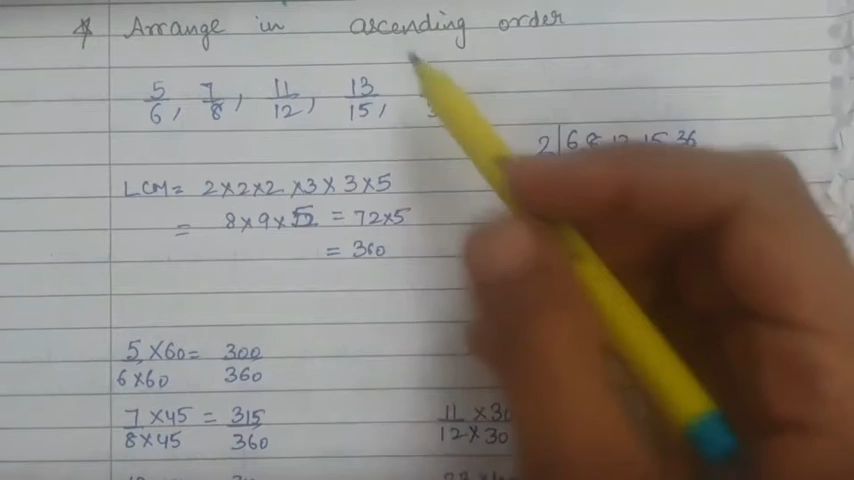 * Arrange in ascending order
5/6, 7/8, 11/12, 13/15,
2 | 6 8 12 15 36
LCM = 2×2×2×3×3×5
= 8×9×5 = 72×5
= 360
5×60/6×60 = 300/360
7×45/8×45 = 315/360
11×30/12×30